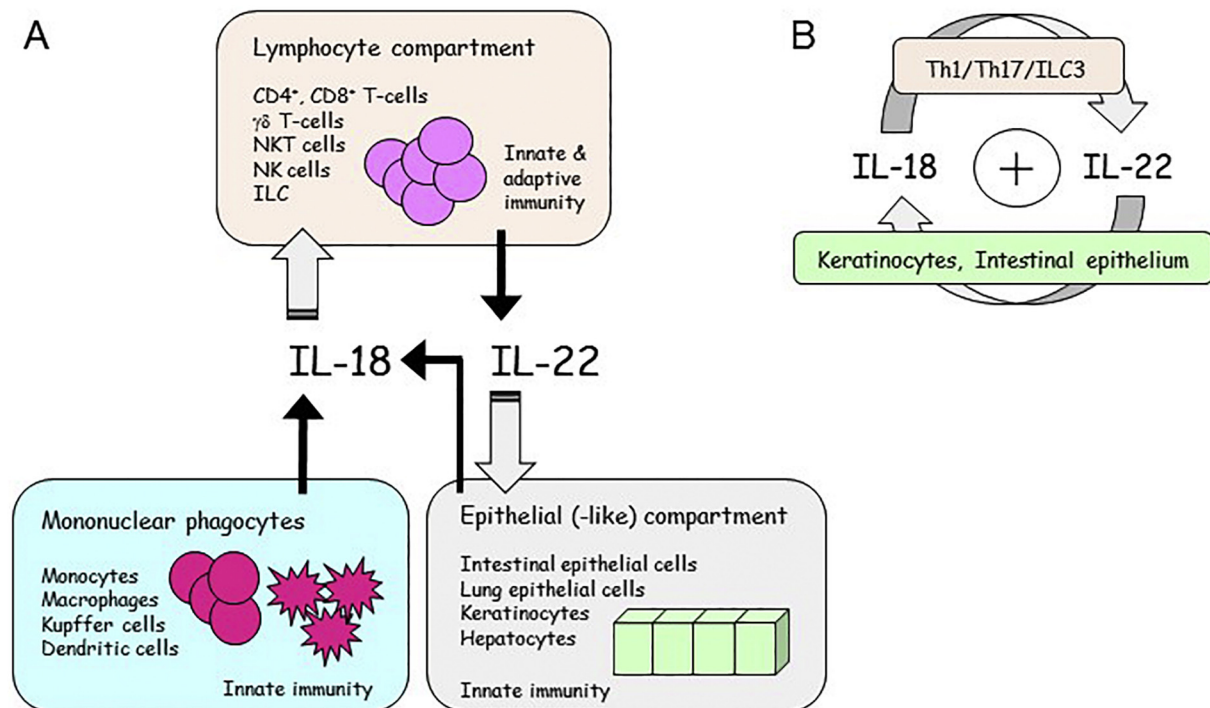 A
Lymphocyte compartment
CD4⁺, CD8⁺ T-cells
γδ T-cells
NKT cells
NK cells
ILC
Innate &
adaptive
immunity
IL-18
IL-22
Mononuclear phagocytes
Monocytes
Macrophages
Kupffer cells
Dendritic cells
Innate immunity
Epithelial (-like) compartment
Intestinal epithelial cells
Lung epithelial cells
Keratinocytes
Hepatocytes
Innate immunity
B
Th1/Th17/ILC3
IL-18
+
IL-22
Keratinocytes, Intestinal epithelium